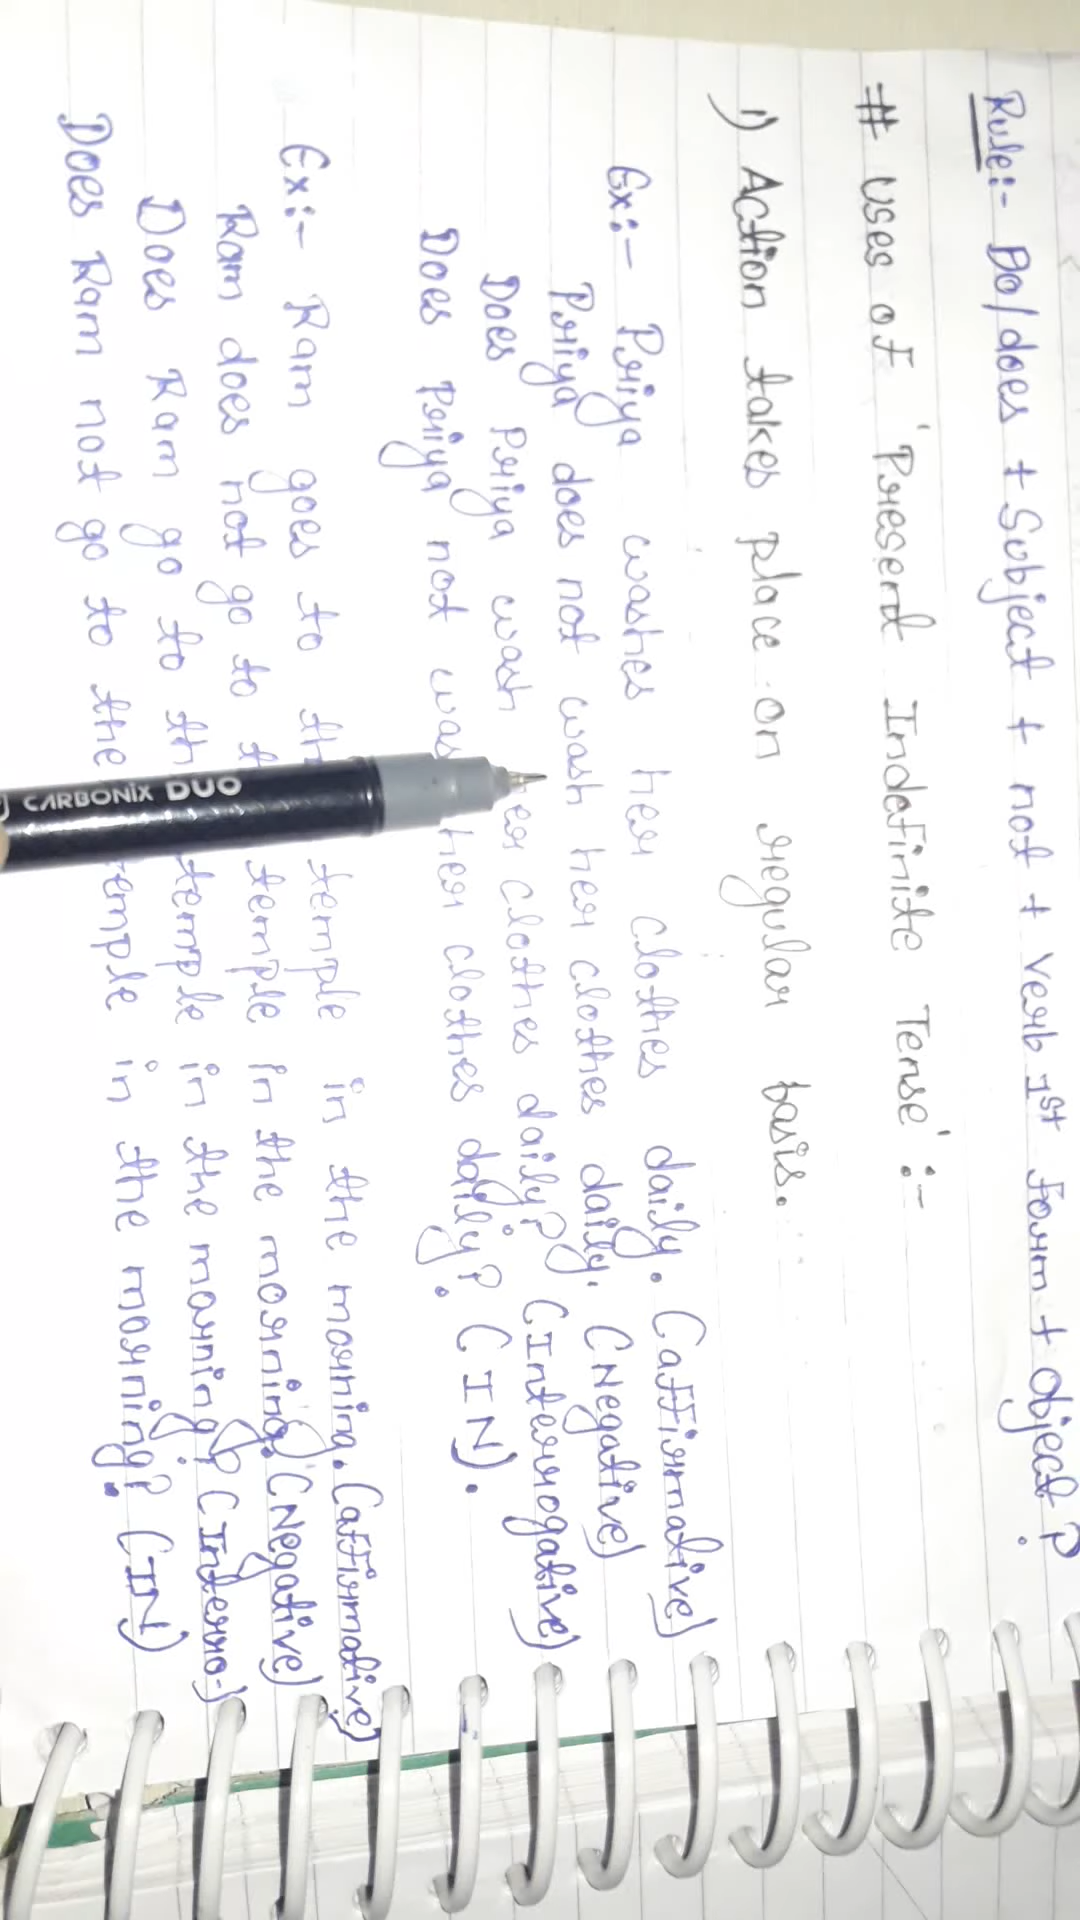 Rule:- Do/does + Subject + not + verb 1st form + object?
# Uses of 'Present Indefinite Tense' :-
1) Action takes place on regular basis.
Ex:- Priya washes her clothes daily. (Affirmative)
Priya does not wash her clothes daily. (Negative)
Does Priya wash her clothes daily? (Interrogative)
Does Priya not was her clothes daily? (IN).
Ex:- Ram goes to th temple in the morning. (Affirmative)
Ram does not go to t temple in the morning. (Negative)
Does Ram go to th temple in the morning? (Interro-)
Does Ram not go to the temple in the morning? (IN)
CARBONIX DUO